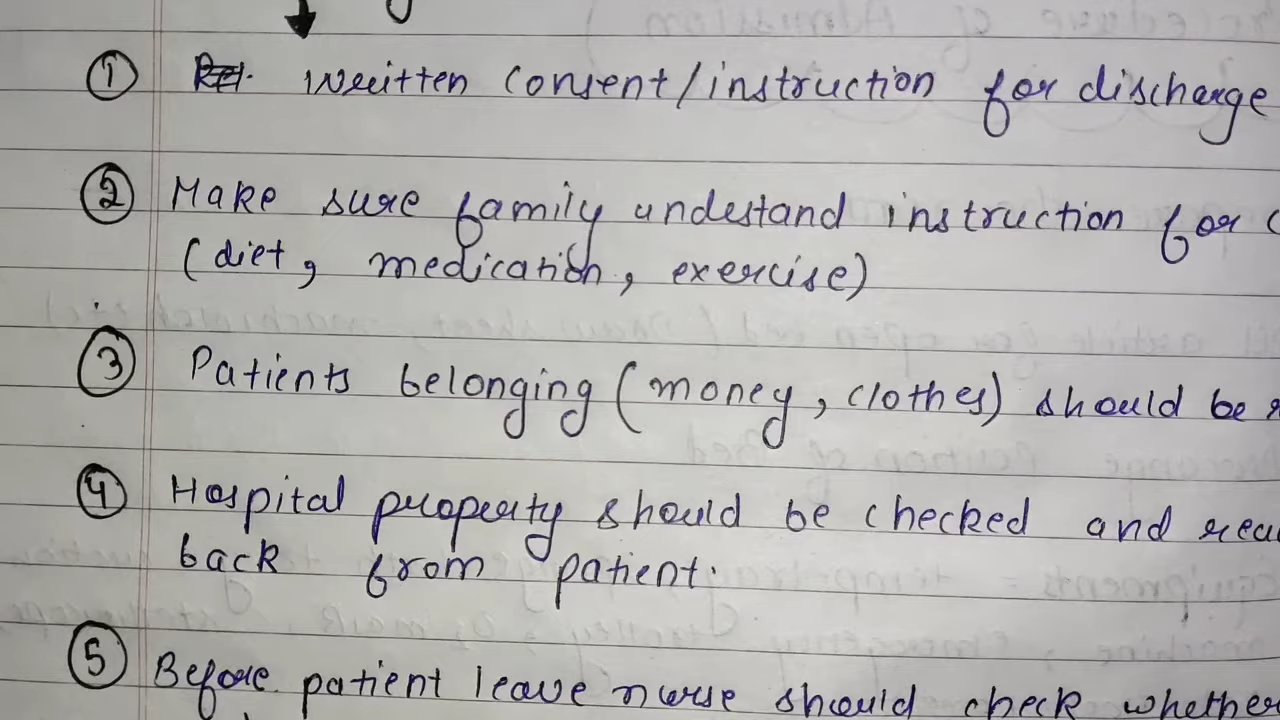 ① Written consent/instruction for discharge
② Make sure family undestand instruction for
(diet, medication, exercise)
③ Patients belonging (money, clothes) should be
④ Hospital property should be checked and
back from patient.
⑤ Before patient leave nurse should check whether